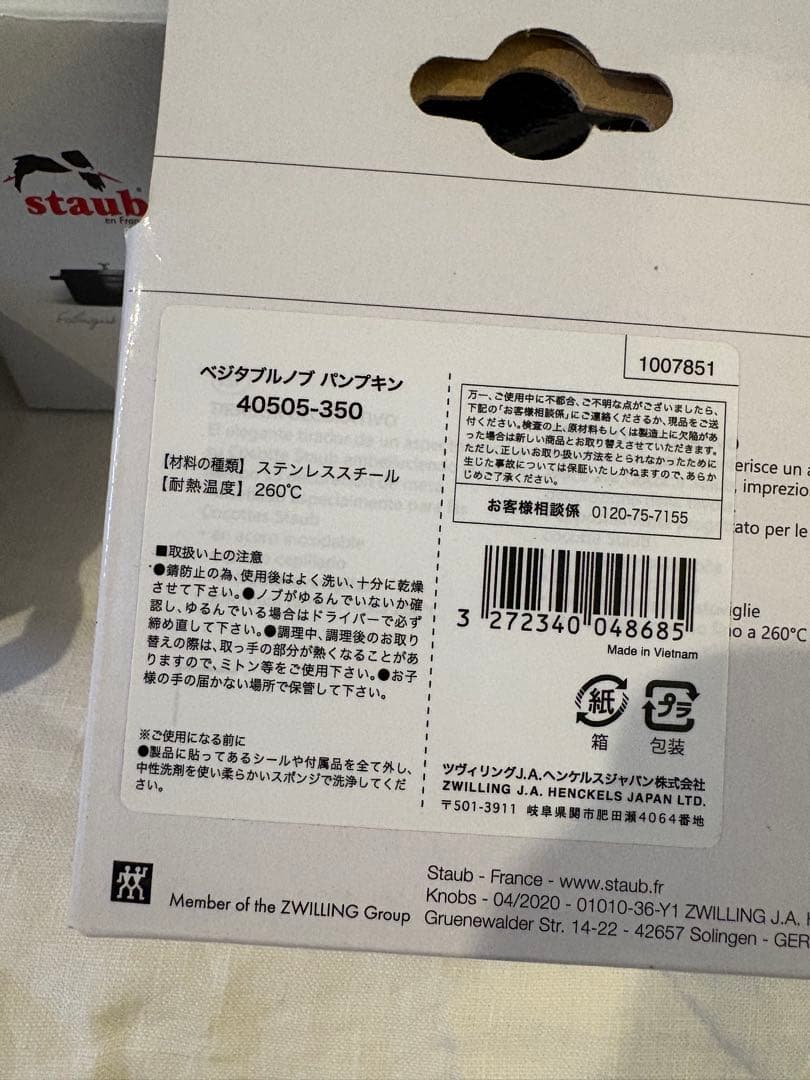 staub
en Fran
1007851
ベジタブルノブ パンプキン
40505-350
【材料の種類】 ステンレススチール
【耐熱温度】 260℃
■取扱い上の注意
●錆防止の為、使用後はよく洗い、十分に乾燥
させて下さい。●ノブがゆるんでいないか確
認し、ゆるんでいる場合はドライバーで必ず
締め直して下さい。●調理中、調理後のお取り
替えの際は、取っ手の部分が熱くなることがあ
りますので、ミトン等をご使用下さい。●お子
様の手の届かない場所で保管して下さい。
※ご使用になる前に
●製品に貼ってあるシールや付属品を全て外し、
中性洗剤を使い柔らかいスポンジで洗浄してくだ
さい。
万一、ご使用中に不都合、ご不明な点がございましたら、
下記の「お客様相談係」にご連絡くださるか、現品をご送
付ください。検査の上、原材料もしくは製造上に欠陥があ
った場合は新しい商品とお取り替えさせていただきます。
ただし、正しいお取り扱い方法をとられなかったために
生じた事故については保証いたしかねますので、あらか
じめご了承ください。
お客様相談係 0120-75-7155
3 272340 048685
Made in Vietnam
紙 プラ
箱 包装
ツヴィリングJ.A.ヘンケルスジャパン株式会社
ZWILLING J.A. HENCKELS JAPAN LTD.
〒501-3911 岐阜県関市肥田瀬4064番地
erisce un a
, imprezio
ato per le
iglie
o a 260°C
Member of the ZWILLING Group
Staub - France - www.staub.fr
Knobs - 04/2020 - 01010-36-Y1 ZWILLING J.A. H
Gruenewalder Str. 14-22 - 42657 Solingen - GER